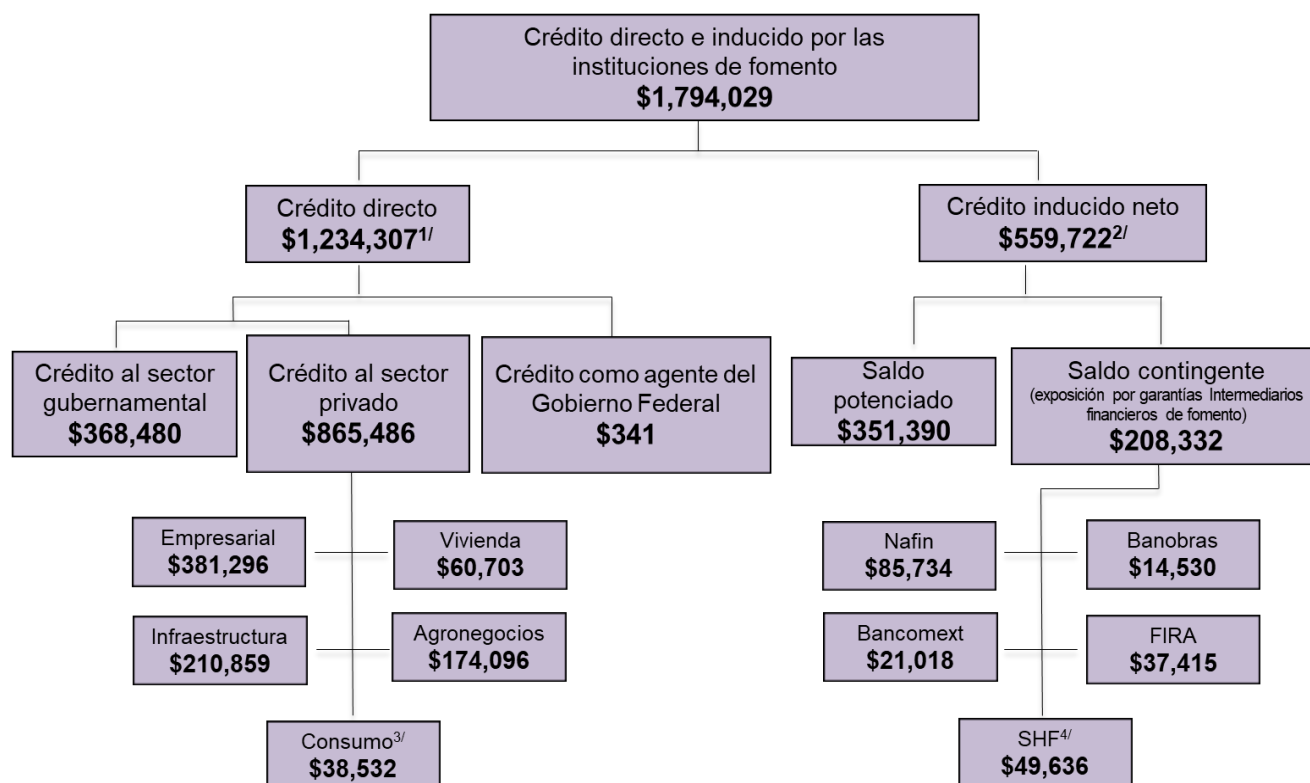 Crédito directo e inducido por las
instituciones de fomento
$1,794,029
Crédito directo
$1,234,307¹/
Crédito inducido neto
$559,722²/
Crédito al sector
gubernamental
$368,480
Crédito al sector
privado
$865,486
Crédito como agente del
Gobierno Federal
$341
Saldo
potenciado
$351,390
Saldo contingente
(exposición por garantías Intermediarios
financieros de fomento)
$208,332
Empresarial
$381,296
Vivienda
$60,703
Infraestructura
$210,859
Agronegocios
$174,096
Consumo³/
$38,532
Nafin
$85,734
Banobras
$14,530
Bancomext
$21,018
FIRA
$37,415
SHF⁴/
$49,636